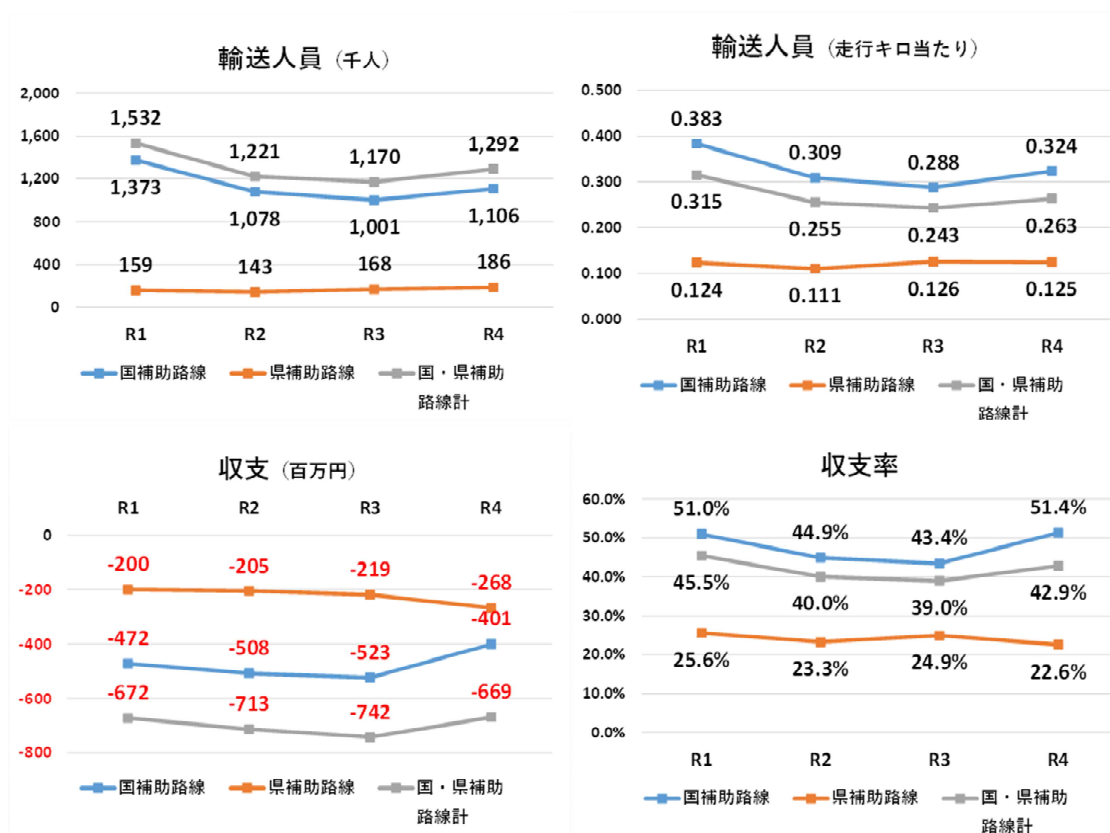 輸送人員（千人）
2,000
1,600
1,200
800
400
0
1,532
1,221
1,170
1,292
1,373
1,078
1,001
1,106
159
143
168
186
R1
R2
R3
R4
国補助路線
県補助路線
国・県補助
路線計
輸送人員（走行キロ当たり）
0.500
0.400
0.300
0.200
0.100
0.000
0.383
0.309
0.288
0.324
0.315
0.255
0.243
0.263
0.124
0.111
0.126
0.125
R1
R2
R3
R4
国補助路線
県補助路線
国・県補助
路線計
収支（百万円）
R1
R2
R3
R4
0
-200
-400
-600
-800
-200
-205
-219
-268
-401
-472
-508
-523
-672
-713
-742
-669
国補助路線
県補助路線
国・県補助
路線計
収支率
60.0%
50.0%
40.0%
30.0%
20.0%
10.0%
0.0%
51.0%
44.9%
43.4%
51.4%
45.5%
40.0%
39.0%
42.9%
25.6%
23.3%
24.9%
22.6%
R1
R2
R3
R4
国補助路線
県補助路線
国・県補助
路線計